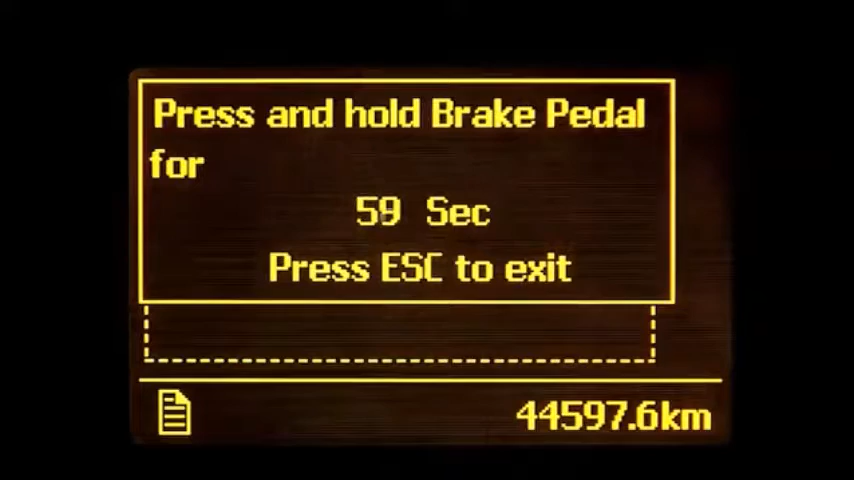 Press and hold Brake Pedal
for
59 Sec
Press ESC to exit
44597.6km